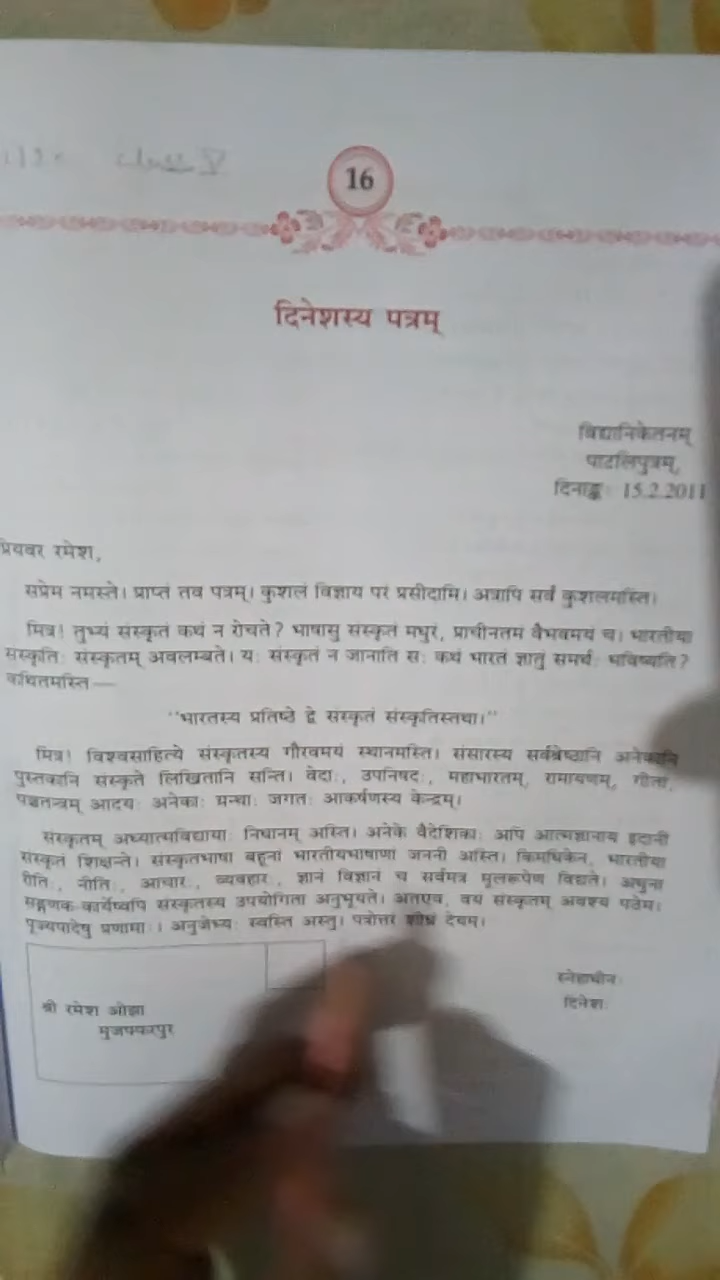 Class V
16
दिनेशस्य पत्रम्
विद्यानिकेतनम्
पाटलिपुत्रम्,
दिनाङ्कः 15.2.2011
प्रियवर रमेश,
सप्रेम नमस्ते। प्राप्तं तव पत्रम्। कुशलं विज्ञाय परं प्रसीदामि। अत्रापि सर्वं कुशलमस्ति।
मित्र! तुभ्यं संस्कृतं कथं न रोचते? भाषासु संस्कृतं मधुरं, प्राचीनतमं वैभवमयं च। भारतीया
संस्कृतिः संस्कृतम् अवलम्बते। यः संस्कृतं न जानाति सः कथं भारतं ज्ञातुं समर्थः भविष्यति?
कथितमस्ति—
"भारतस्य प्रतिष्ठे द्वे संस्कृतं संस्कृतिस्तथा।"
मित्र! विश्वसाहित्ये संस्कृतस्य गौरवमयं स्थानमस्ति। संसारस्य सर्वश्रेष्ठानि अनेकानि
पुस्तकानि संस्कृते लिखितानि सन्ति। वेदाः, उपनिषदः, महाभारतम्, रामायणम्, गीता,
पञ्चतन्त्रम् आदयः अनेकाः ग्रन्थाः जगतः आकर्षणस्य केन्द्रम्।
संस्कृतम् अध्यात्मविद्यायाः निधानम् अस्ति। अनेके वैदेशिकाः अपि आत्मज्ञानाय इदानीं
संस्कृतं शिक्षन्ते। संस्कृतभाषा बहूनां भारतीयभाषाणां जननी अस्ति। किमधिकेन, भारतीया
रीतिः, नीतिः, आचारः, व्यवहारः, ज्ञानं विज्ञानं च सर्वमत्र मूलरूपेण विद्यते। अधुना
सङ्गणक-कार्येष्वपि संस्कृतस्य उपयोगिता अनुभूयते। अतएव, वयं संस्कृतम् अवश्यं पठेम।
पूज्यपादेषु प्रणामाः। अनुजेभ्यः स्वस्ति अस्तु। पत्रोत्तरं शीघ्रं देयम्।
स्नेहाधीनः
दिनेशः
श्री रमेश ओझा
मुजफ्फरपुर